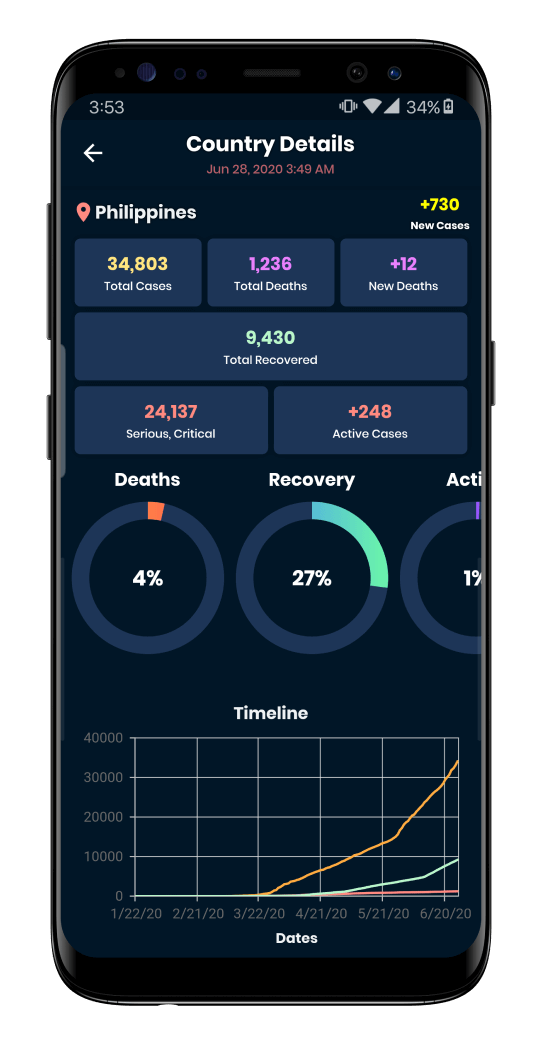 3:53 34%
Country Details
Jun 28, 2020 3:49 AM
Philippines
+730
New Cases
34,803 1,236 +12
Total Cases Total Deaths New Deaths
9,430
Total Recovered
24,137 +248
Serious, Critical Active Cases
Deaths Recovery Acti
4% 27% 1%
Timeline
40000
30000
20000
10000
0
1/22/20 2/21/20 3/22/20 4/21/20 5/21/20 6/20/20
Dates